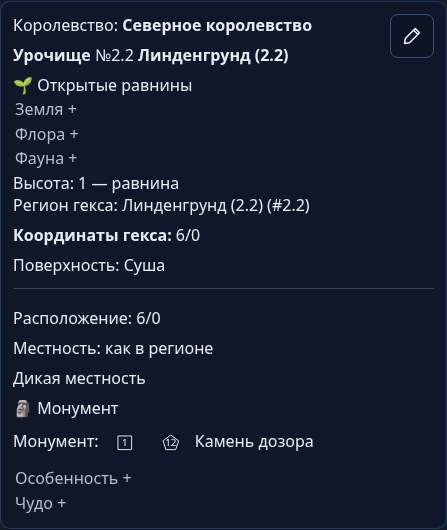 Королевство: Северное королевство
Урочище №2.2 Линденгрунд (2.2)
Открытые равнины
Земля +
Флора +
Фауна +
Высота: 1 — равнина
Регион гекса: Линденгрунд (2.2) (#2.2)
Координаты гекса: 6/0
Поверхность: Суша
Расположение: 6/0
Местность: как в регионе
Дикая местность
Монумент
Монумент: 1 12 Камень дозора
Особенность +
Чудо +